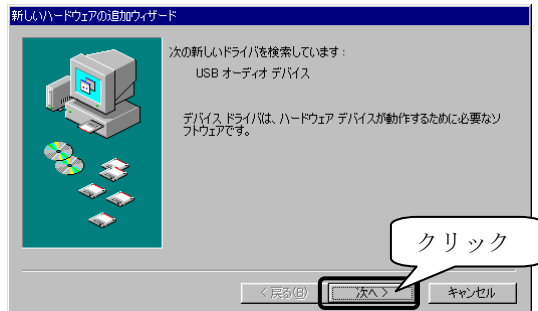 新しいハードウェアの追加ウィザード
次の新しいドライバを検索しています：
USB オーディオ デバイス
デバイス ドライバは、ハードウェア デバイスが動作するために必要なソ
フトウェアです。
クリック
< 戻る(B)
次へ >
キャンセル